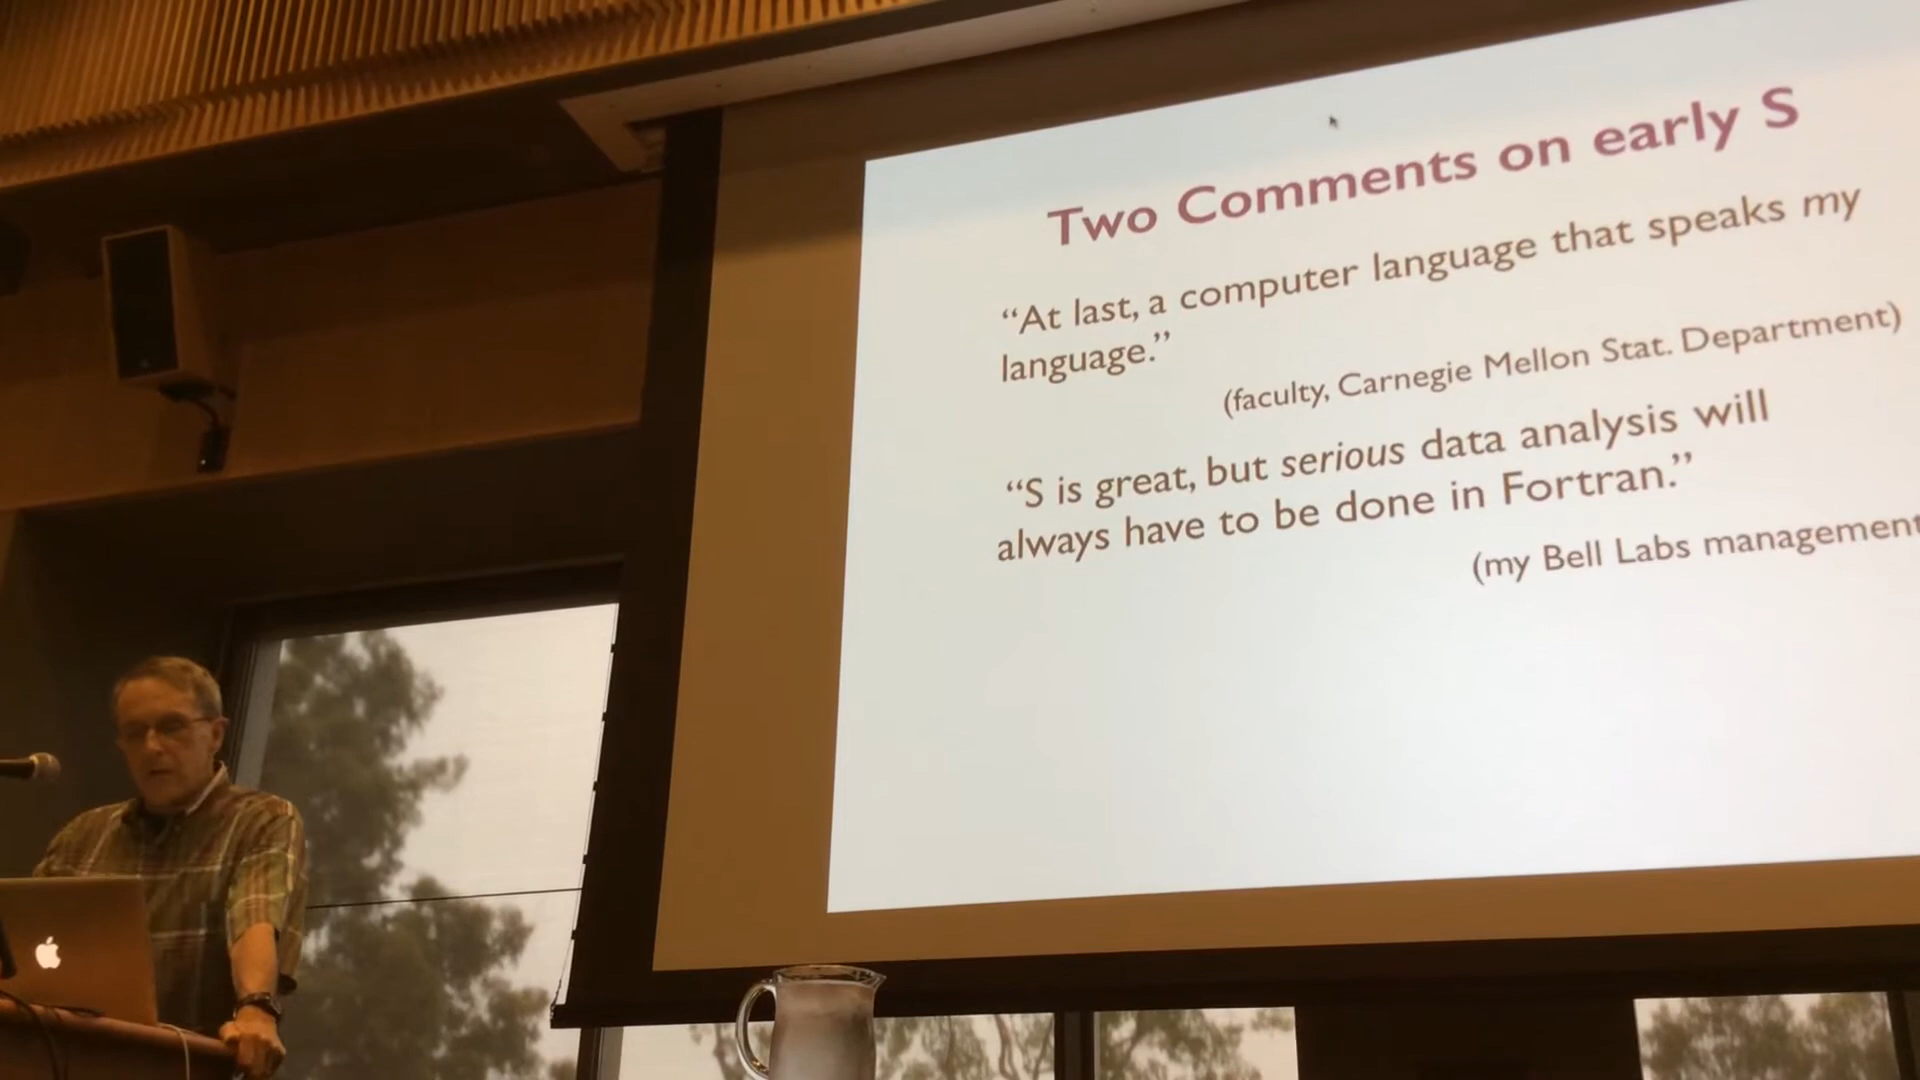 Two Comments on early S
“At last, a computer language that speaks my
language.”
(faculty, Carnegie Mellon Stat. Department)
“S is great, but serious data analysis will
always have to be done in Fortran.”
(my Bell Labs management